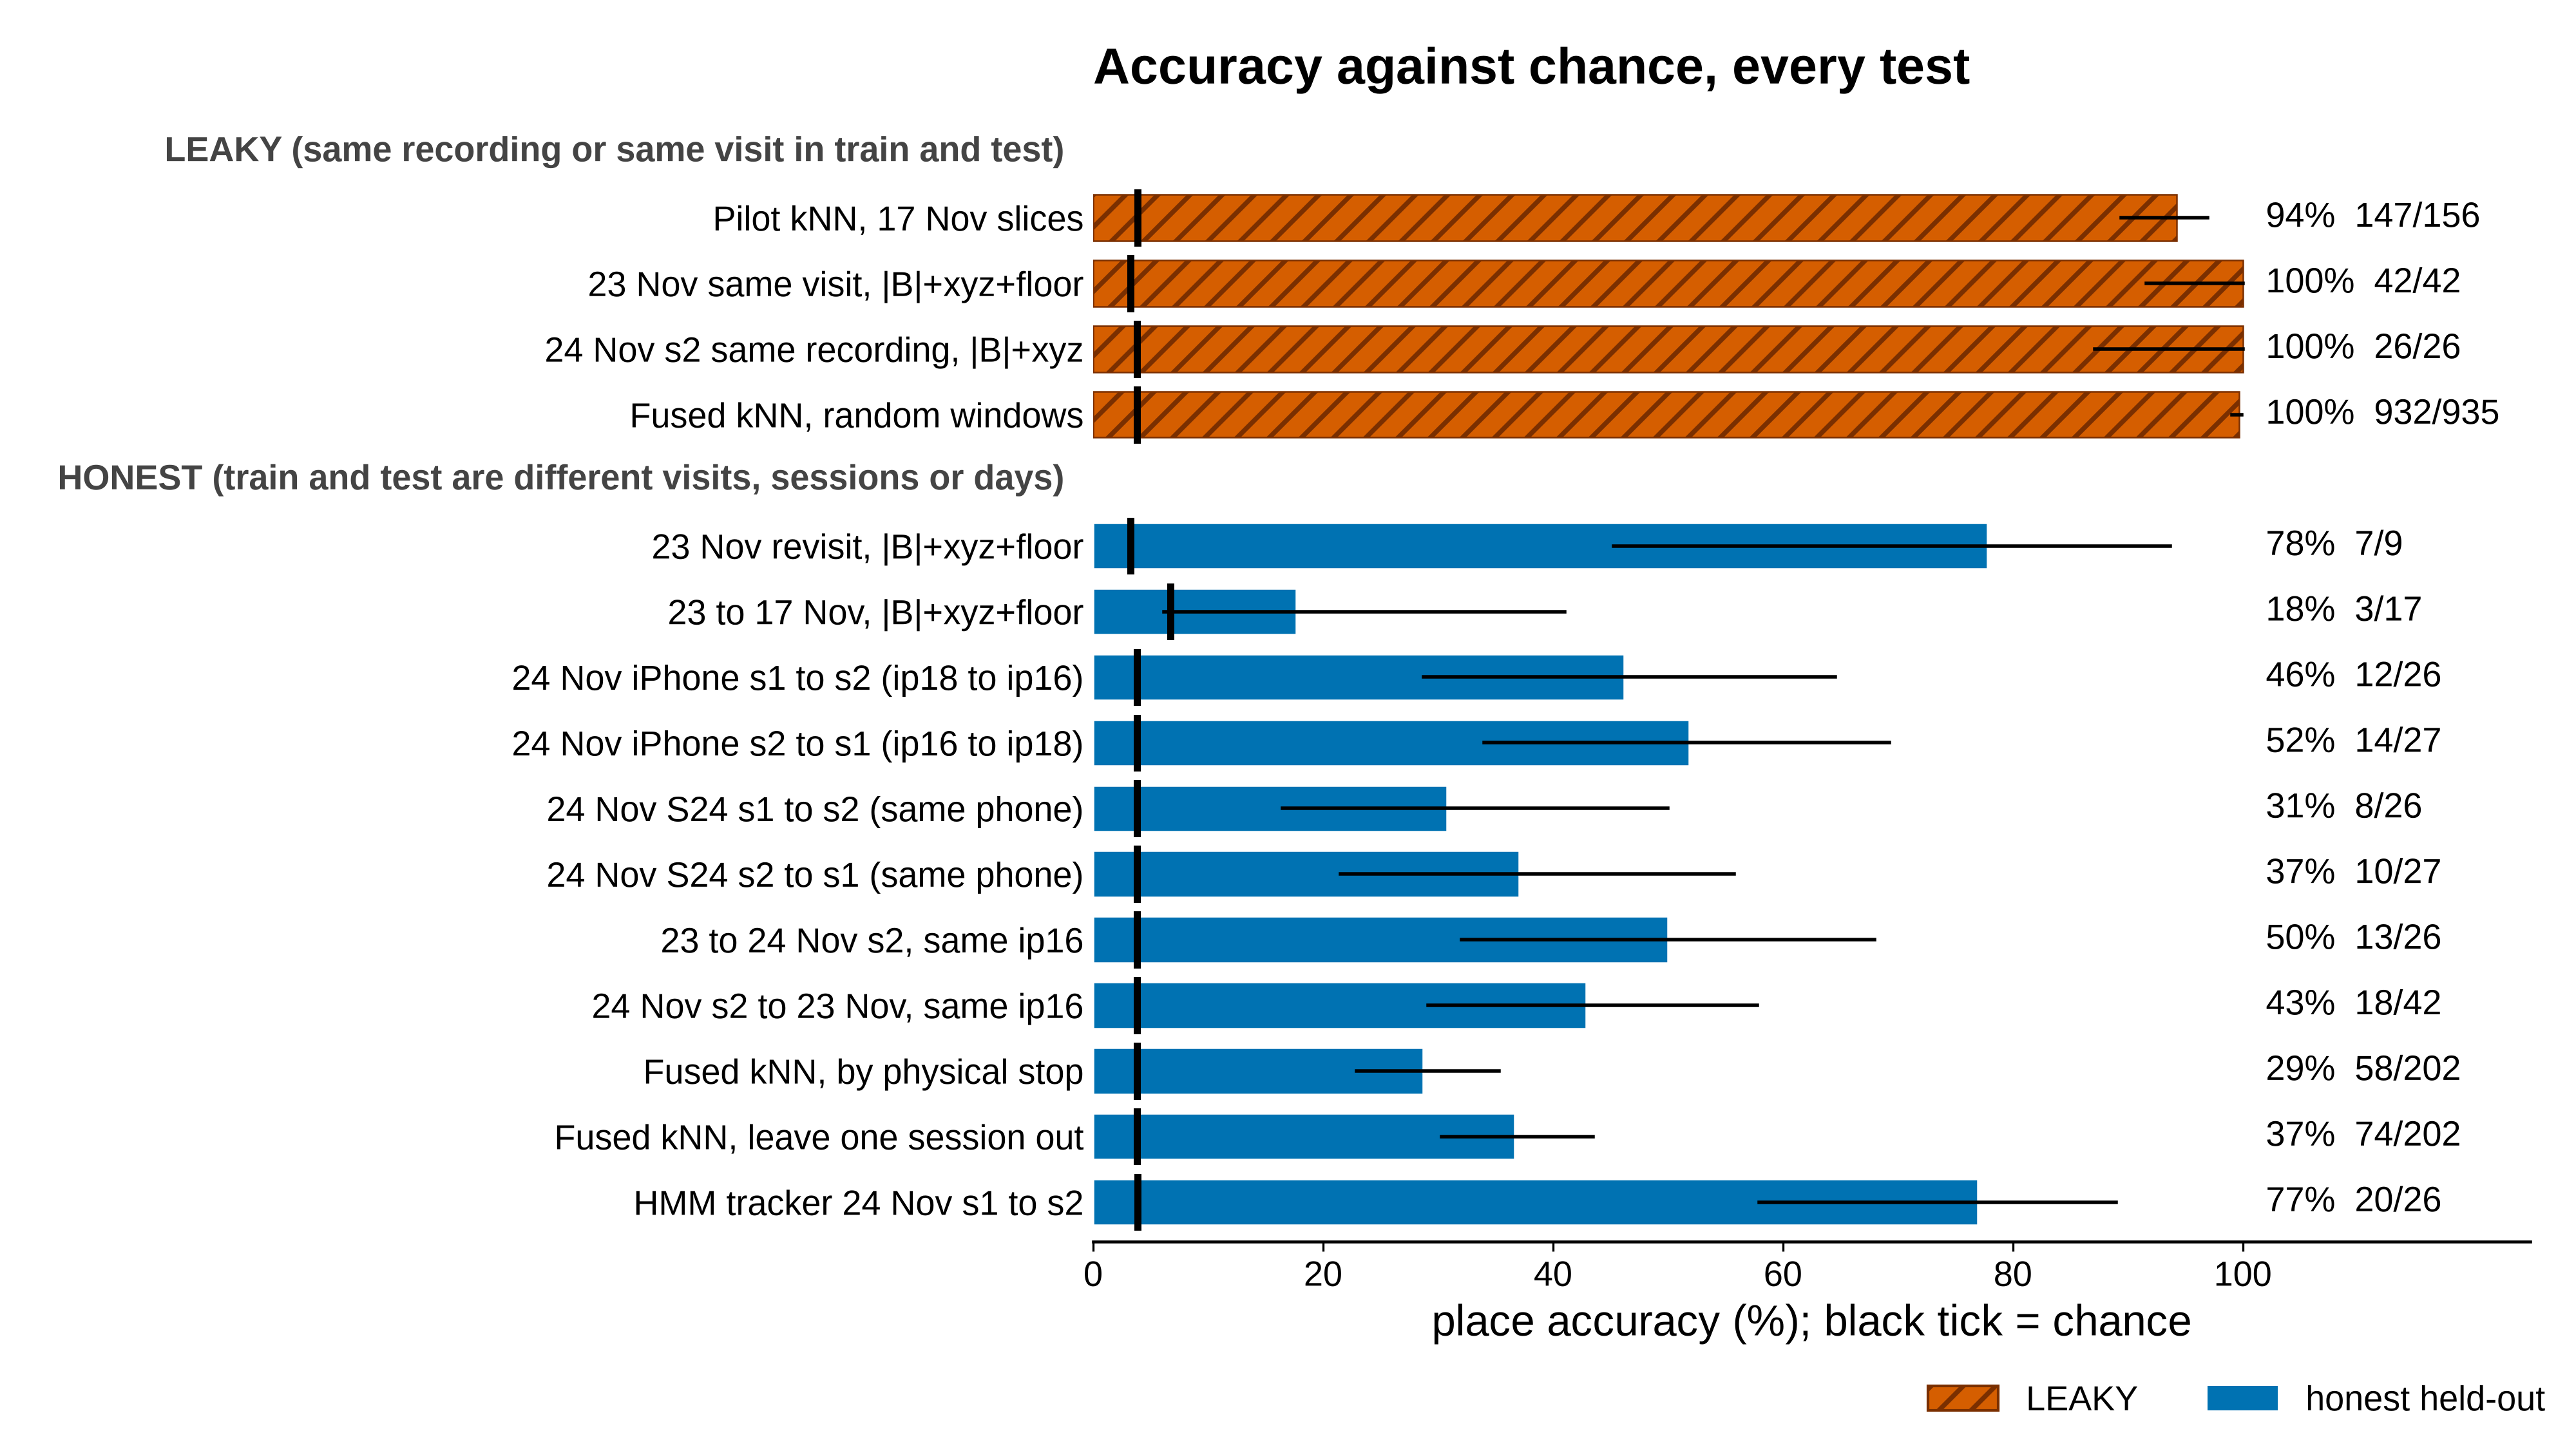 Accuracy against chance, every test
LEAKY (same recording or same visit in train and test)
Pilot kNN, 17 Nov slices 94% 147/156
23 Nov same visit, |B|+xyz+floor 100% 42/42
24 Nov s2 same recording, |B|+xyz 100% 26/26
Fused kNN, random windows 100% 932/935
HONEST (train and test are different visits, sessions or days)
23 Nov revisit, |B|+xyz+floor 78% 7/9
23 to 17 Nov, |B|+xyz+floor 18% 3/17
24 Nov iPhone s1 to s2 (ip18 to ip16) 46% 12/26
24 Nov iPhone s2 to s1 (ip16 to ip18) 52% 14/27
24 Nov S24 s1 to s2 (same phone) 31% 8/26
24 Nov S24 s2 to s1 (same phone) 37% 10/27
23 to 24 Nov s2, same ip16 50% 13/26
24 Nov s2 to 23 Nov, same ip16 43% 18/42
Fused kNN, by physical stop 29% 58/202
Fused kNN, leave one session out 37% 74/202
HMM tracker 24 Nov s1 to s2 77% 20/26
0 20 40 60 80 100
place accuracy (%); black tick = chance
LEAKY honest held-out